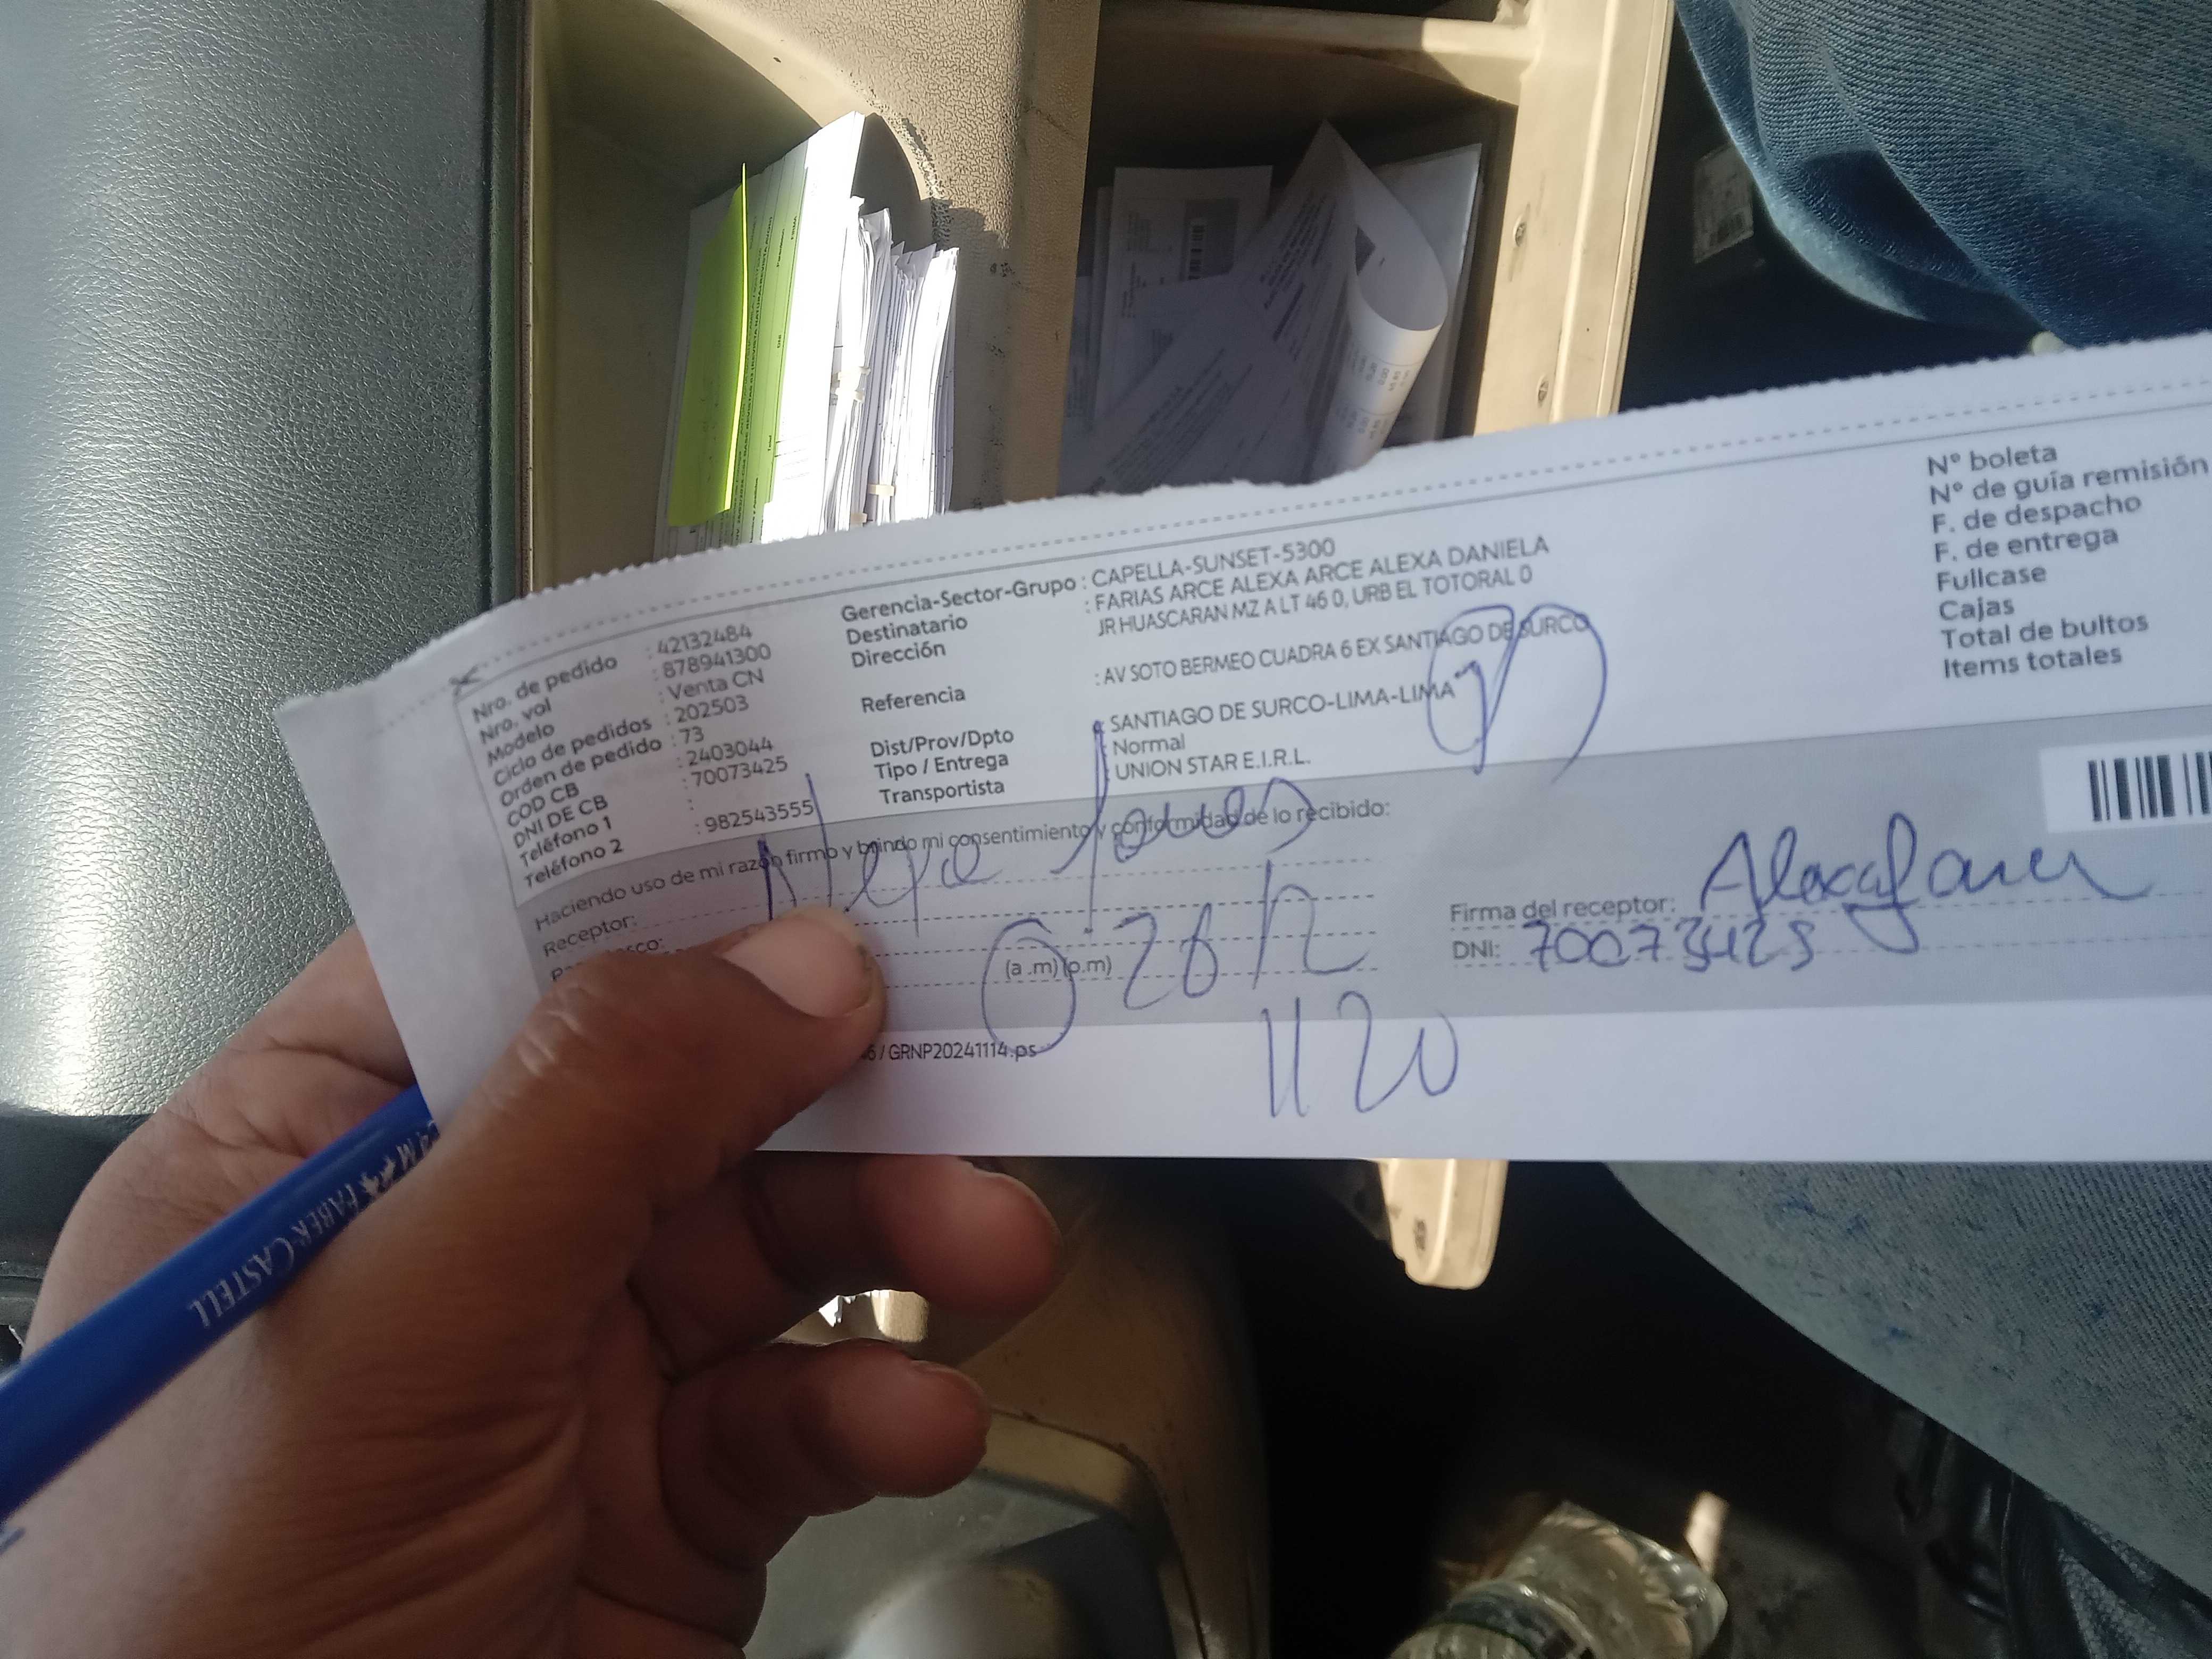 Nro. de pedido : 42132484
Nro. vol : 878941300
Modelo : Venta CN
Ciclo de pedidos : 202503
Orden de pedido : 73
COD CB : 2403044
DNI DE CB : 70073425
Teléfono 1 :
Teléfono 2 : 982543555
Gerencia-Sector-Grupo : CAPELLA-SUNSET-5300
Destinatario : FARIAS ARCE ALEXA ARCE ALEXA DANIELA
Dirección JR HUASCARAN MZ A LT 46 0, URB EL TOTORAL 0
Referencia : AV SOTO BERMEO CUADRA 6 EX SANTIAGO DE SURCO
Dist/Prov/Dpto : SANTIAGO DE SURCO-LIMA-LIMA
Tipo / Entrega : Normal
Transportista : UNION STAR E.I.R.L.
N° boleta
N° de guía remisión
F. de despacho
F. de entrega
Fullcase
Cajas
Total de bultos
Items totales
Haciendo uso de mi razón firmo y brindo mi consentimiento y conformidad de lo recibido:
Receptor:
(a.m) (p.m) 26 12
11 20
Firma del receptor:
DNI: 70073425
/ GRNP20241114.ps
FABER-CASTELL